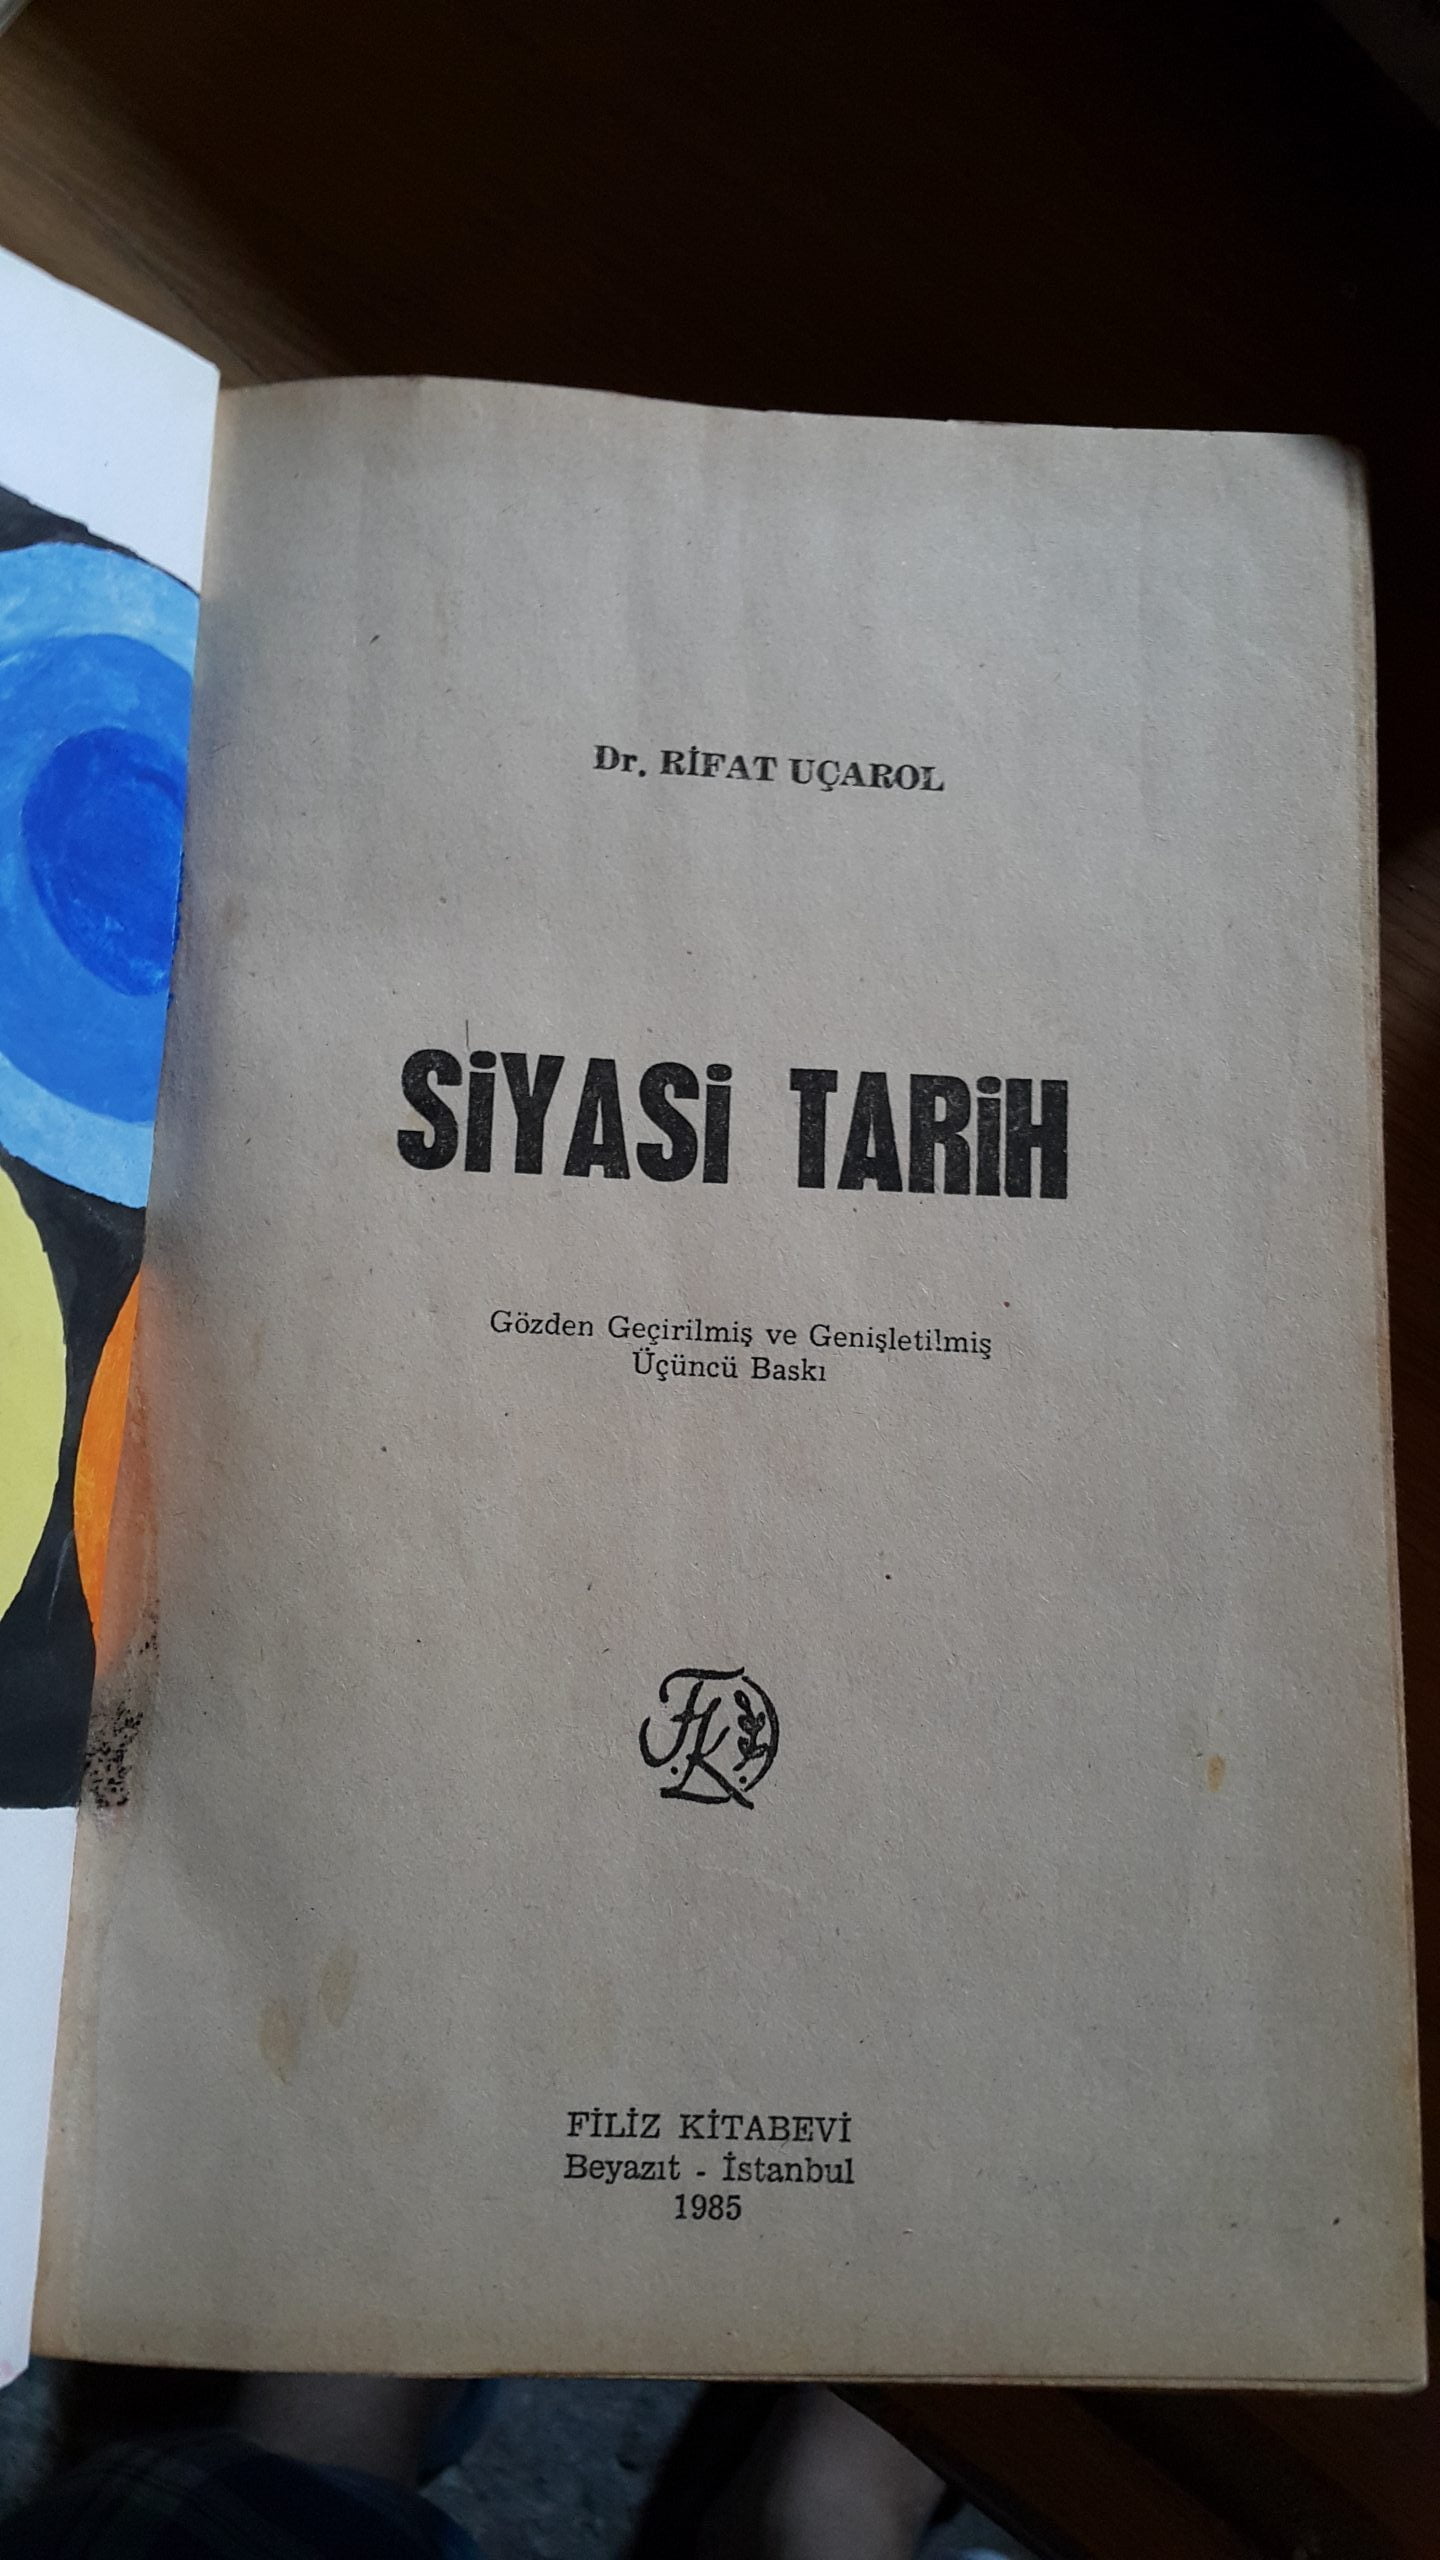 Dr. RİFAT UÇAROL
SİYASİ TARİH
Gözden Geçirilmiş ve Genişletilmiş
Üçüncü Baskı
F.K.
FİLİZ KİTABEVİ
Beyazıt - İstanbul
1985